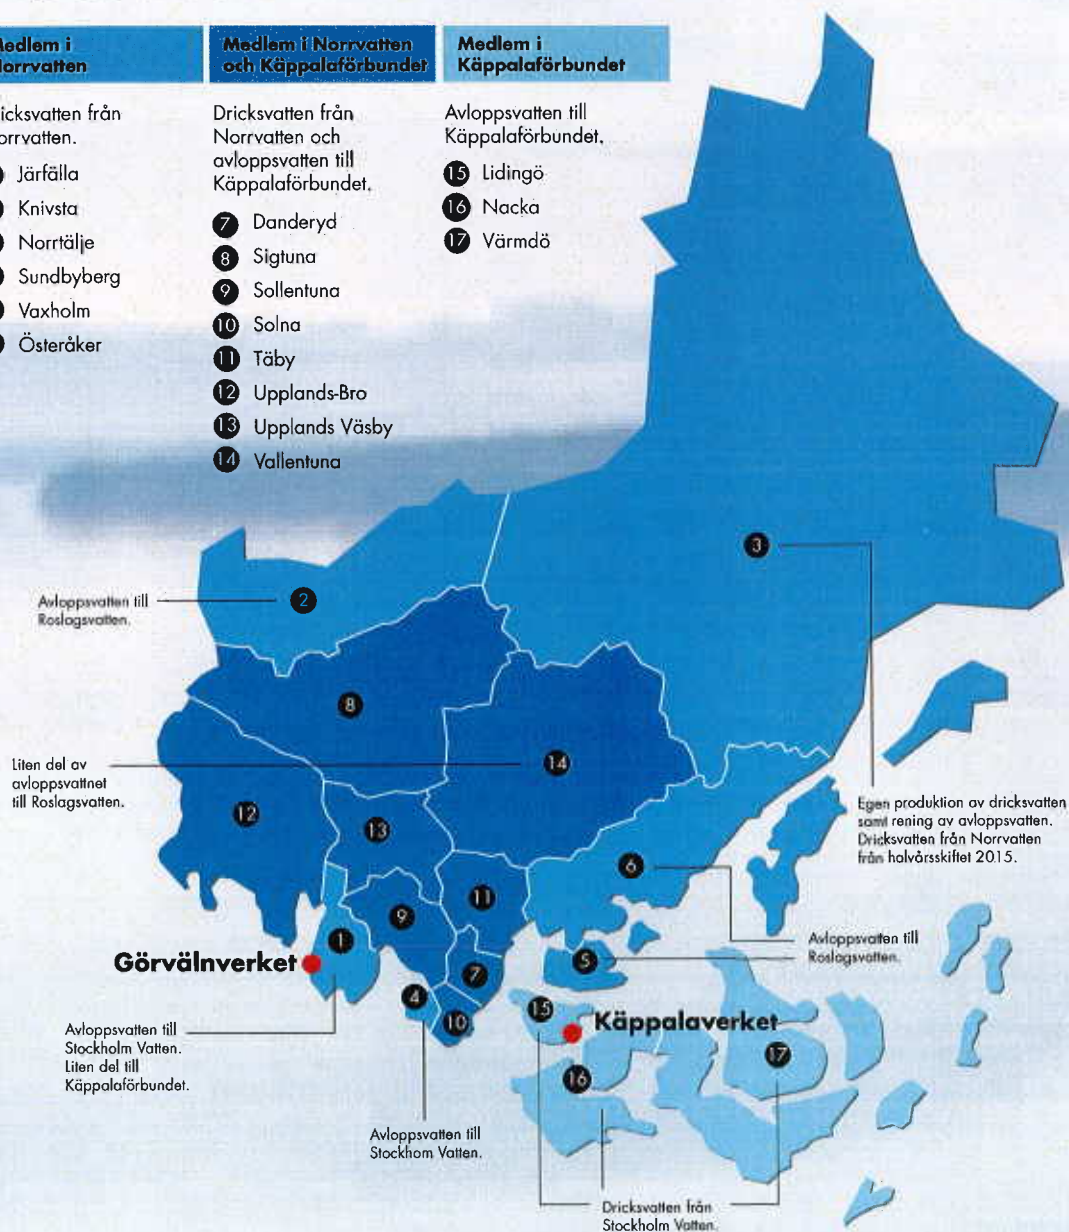 Medlem i
Norrvatten
icksvatten från
orrvatten.
Järfälla
Knivsta
Norrtälje
Sundbyberg
Vaxholm
Österåker
Medlem i Norrvatten
och Käppalaförbundet
Dricksvatten från
Norrvatten och
avloppsvatten till
Käppalaförbundet.
7 Danderyd
8 Sigtuna
9 Sollentuna
10 Solna
11 Täby
12 Upplands-Bro
13 Upplands Väsby
14 Vallentuna
Medlem i
Käppalaförbundet
Avloppsvatten till
Käppalaförbundet.
15 Lidingö
16 Nacka
17 Värmdö
3
Avloppsvatten till
Roslagsvatten.
2
8
Liten del av
avloppsvattnet
till Roslagsvatten.
14
12
13
Egen produktion av dricksvatten
samt rening av avloppsvatten.
Dricksvatten från Norrvatten
från halvårsskiftet 2015.
6
11
9
1
Görvälnverket
Avloppsvatten till
Roslagsvatten.
5
7
4
10
15
Käppalaverket
Avloppsvatten till
Stockholm Vatten.
Liten del till
Käppalaförbundet.
17
16
Avloppsvatten till
Stockhom Vatten.
Dricksvatten från
Stockholm Vatten.